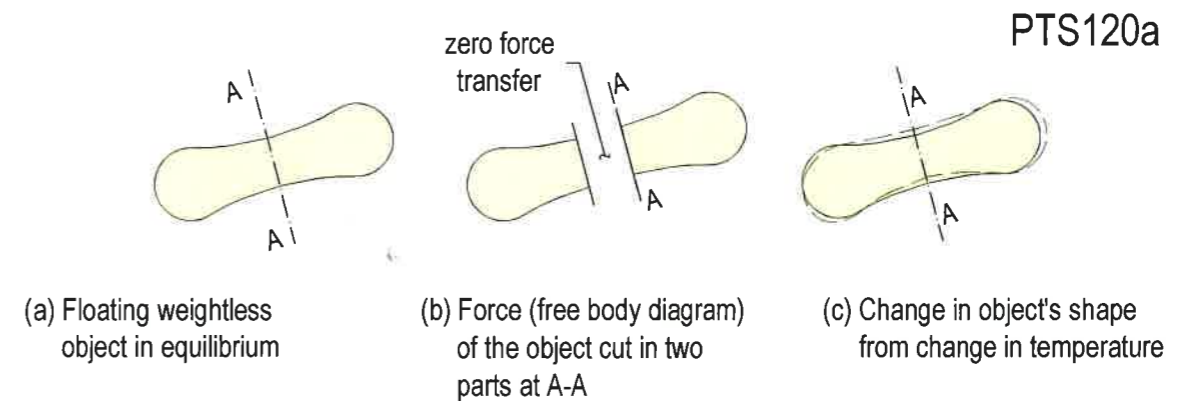 PTS120a
zero force
transfer
A
A
A
A
A
A
(a) Floating weightless
object in equilibrium
(b) Force (free body diagram)
of the object cut in two
parts at A-A
(c) Change in object's shape
from change in temperature